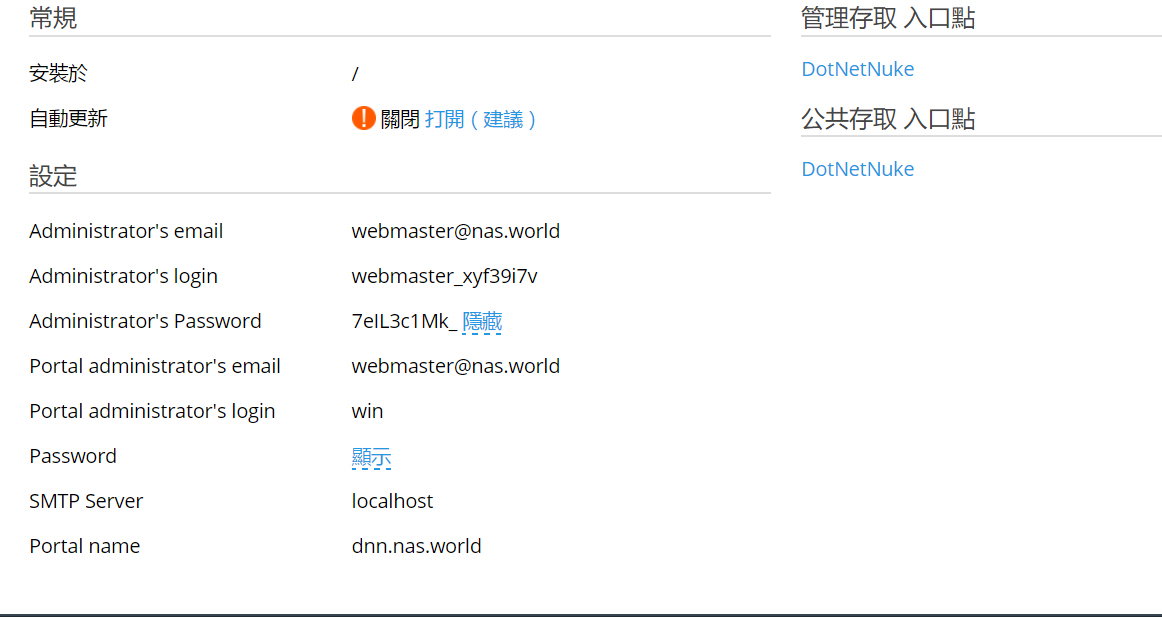 常規
安裝於 /
自動更新 關閉 打開 ( 建議 )
設定
Administrator's email webmaster@nas.world
Administrator's login webmaster_xyf39i7v
Administrator's Password 7eIL3c1Mk_ 隱藏
Portal administrator's email webmaster@nas.world
Portal administrator's login win
Password 顯示
SMTP Server localhost
Portal name dnn.nas.world
管理存取 入口點
DotNetNuke
公共存取 入口點
DotNetNuke